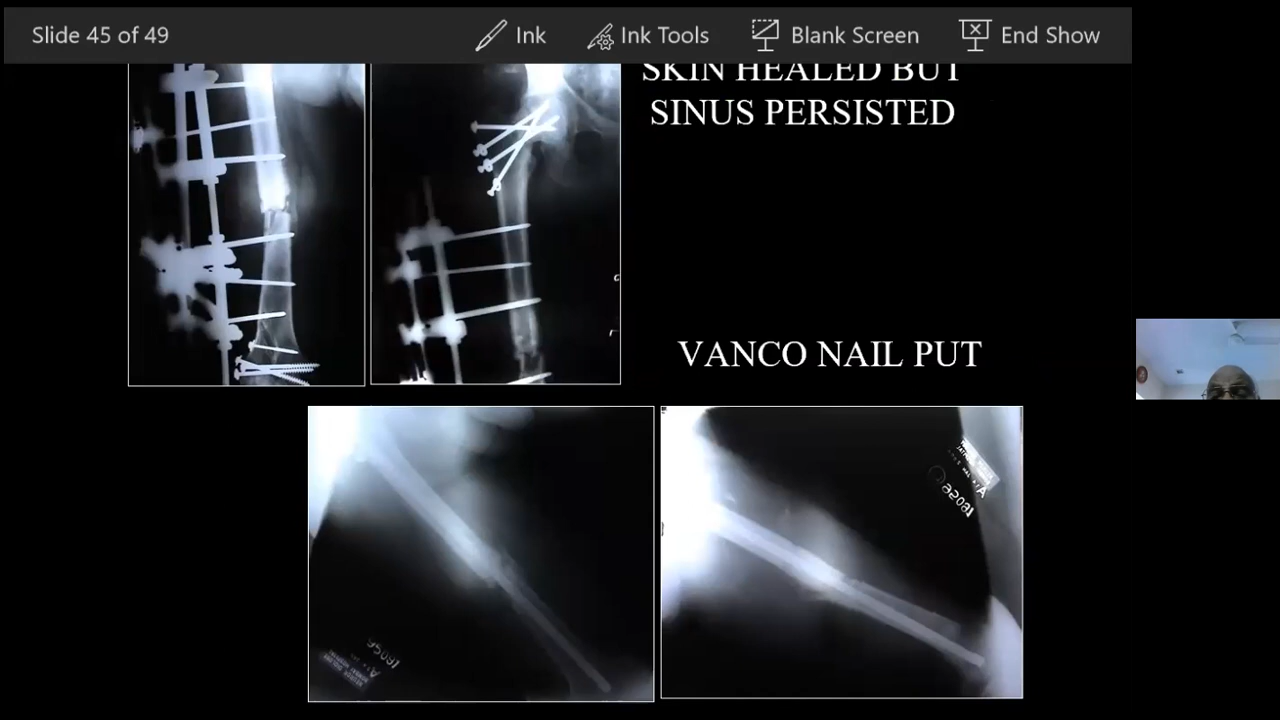 Slide 45 of 49
Ink
Ink Tools
Blank Screen
End Show
SKIN HEALED BUT
SINUS PERSISTED
VANCO NAIL PUT